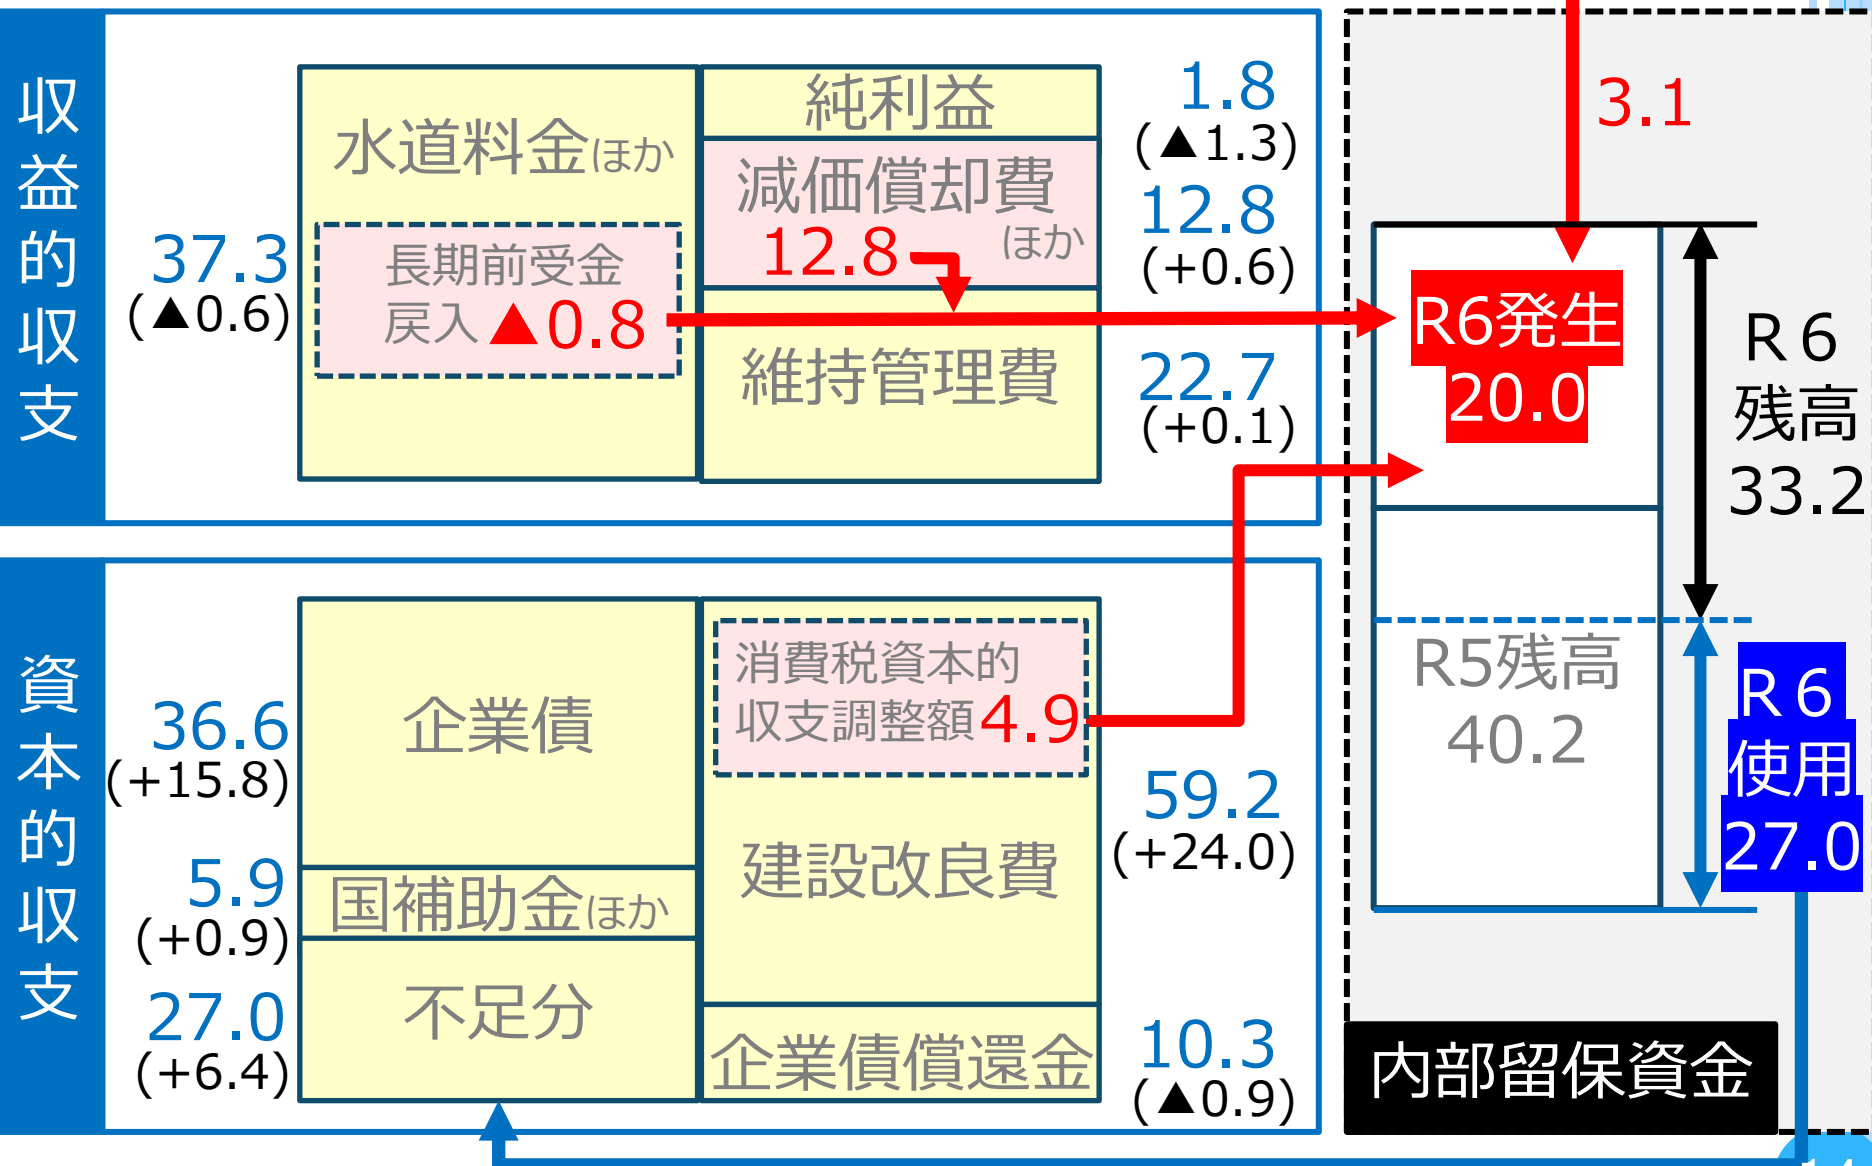 収益的収支
水道料金ほか
長期前受金
戻入 ▲0.8
37.3
(▲0.6)
純利益
1.8
(▲1.3)
減価償却費
ほか
12.8
12.8
(+0.6)
維持管理費
22.7
(+0.1)
資本的収支
企業債
36.6
(+15.8)
国補助金ほか
5.9
(+0.9)
不足分
27.0
(+6.4)
消費税資本的
収支調整額4.9
建設改良費
59.2
(+24.0)
企業債償還金
10.3
(▲0.9)
3.1
R6発生
20.0
R6
残高
33.2
R5残高
40.2
R6
使用
27.0
内部留保資金